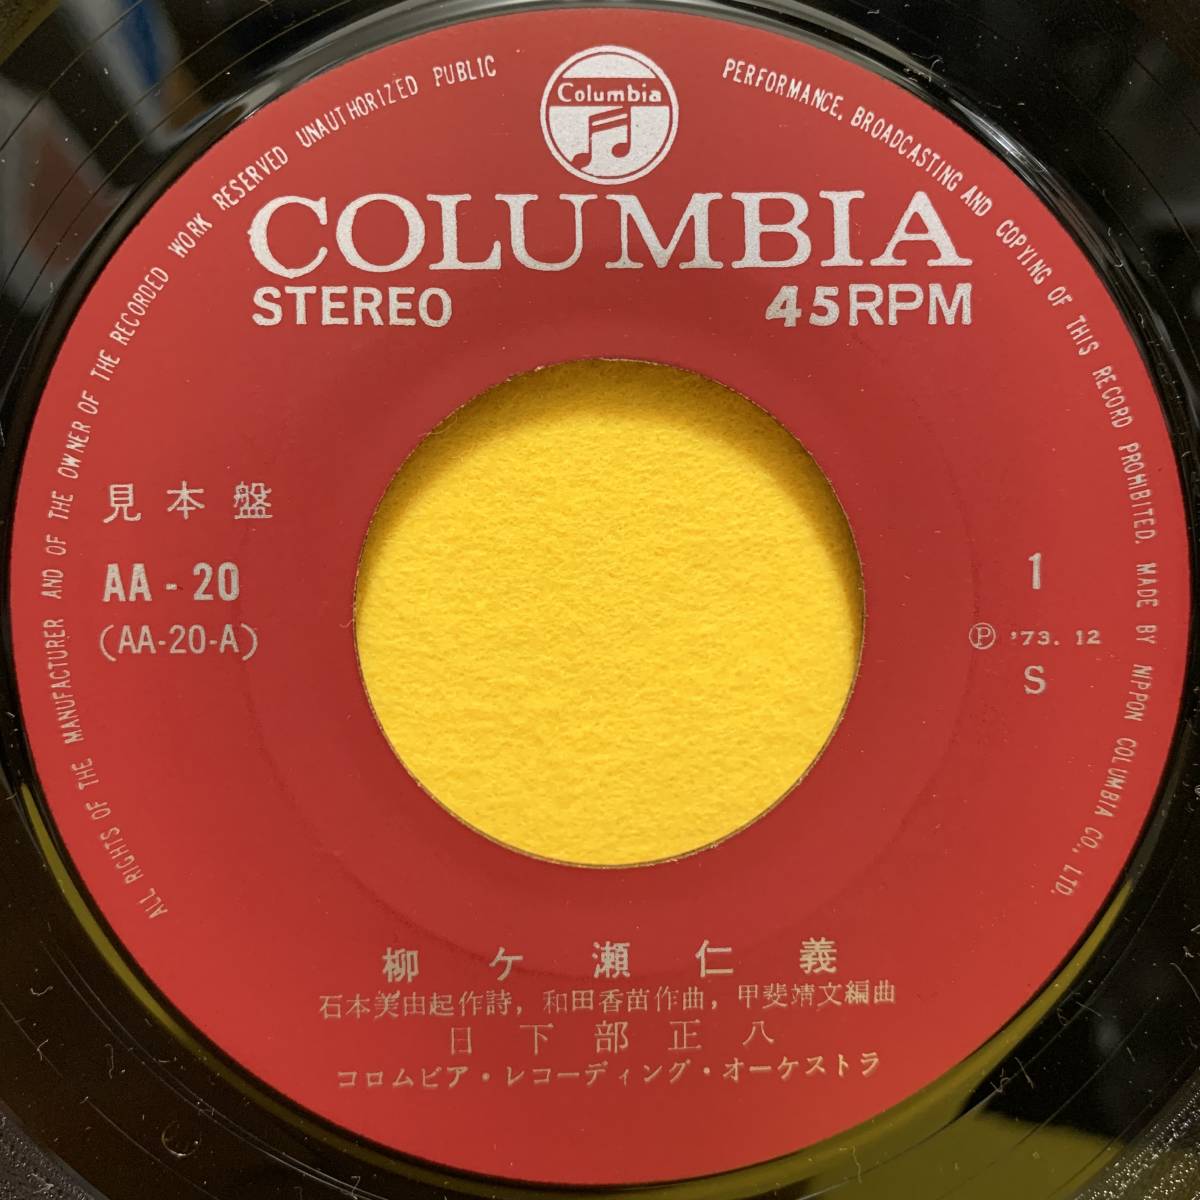 ALL RIGHTS OF THE MANUFACTURER AND OF THE OWNER OF THE RECORDED WORK RESERVED UNAUTHORIZED PUBLIC PERFORMANCE, BROADCASTING AND COPYING OF THIS RECORD PROHIBITED. MADE BY NIPPON COLUMBIA CO., LTD.
Columbia
COLUMBIA
STEREO 45RPM
見本盤
AA-20
(AA-20-A)
1
Ⓟ '73. 12
S
柳ケ瀬仁義
石本美由起作詩, 和田香苗作曲, 甲斐靖文編曲
日下部正八
コロムビア・レコーディング・オーケストラ